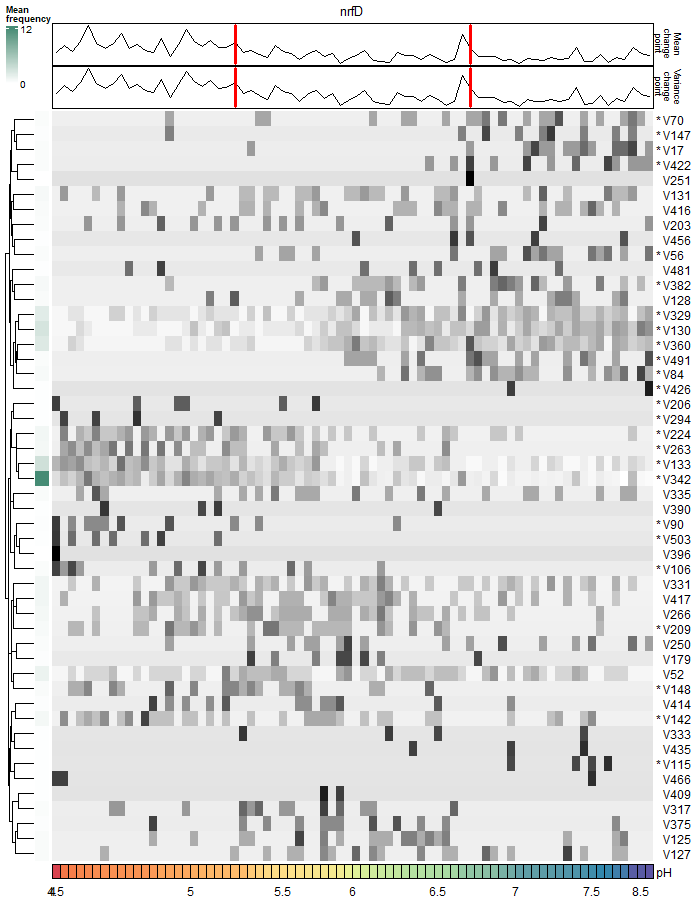 nrfD
Mean
frequency
12
0
Mean
change
point
Variance
change
point
* V70
* V147
* V17
* V422
V251
V131
V416
V203
V456
* V56
V481
* V382
V128
* V329
* V130
* V360
* V491
* V84
* V426
* V206
* V294
* V224
* V263
* V133
* V342
V335
V390
* V90
* V503
V396
* V106
V331
V417
V266
* V209
V250
V179
V52
* V148
V414
* V142
V333
V435
* V115
V466
V409
V317
V375
V125
V127
pH
4.5 5 5.5 6 6.5 7 7.5 8.5